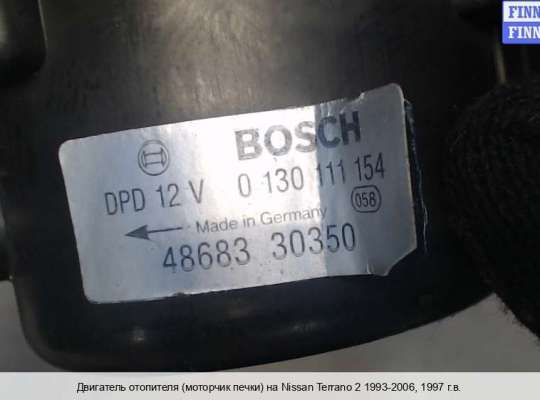 FINN
FINN
BOSCH
DPD 12 V 0 130 111 154
058
Made in Germany
48683 30350
Двигатель отопителя (моторчик печки) на Nissan Terrano 2 1993-2006, 1997 г.в.